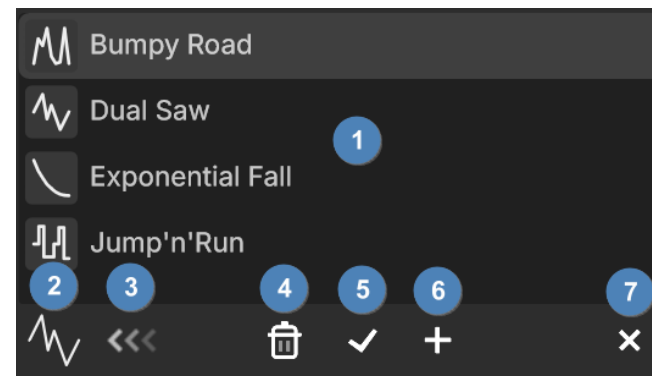 Bumpy Road
Dual Saw
1
Exponential Fall
Jump'n'Run
2 3 4 5 6 7